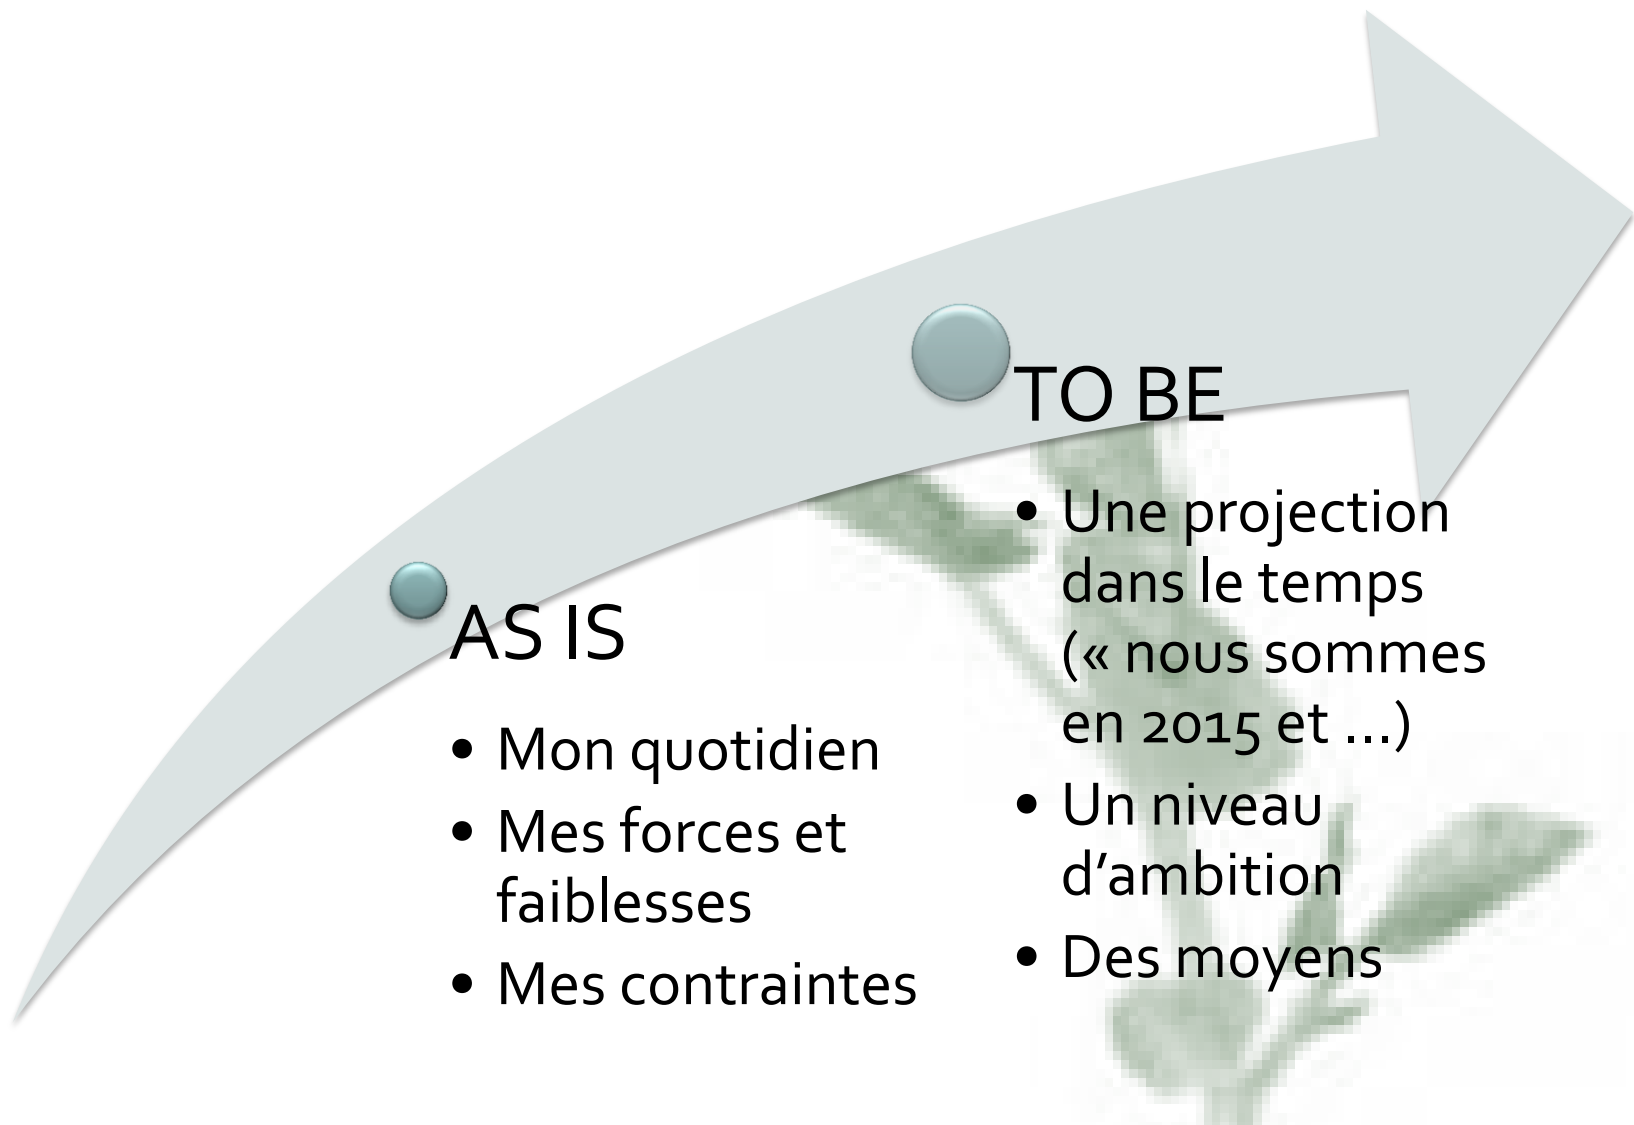 AS IS
• Mon quotidien
• Mes forces et
faiblesses
• Mes contraintes
TO BE
• Une projection
dans le temps
(« nous sommes
en 2015 et ...)
• Un niveau
d’ambition
• Des moyens